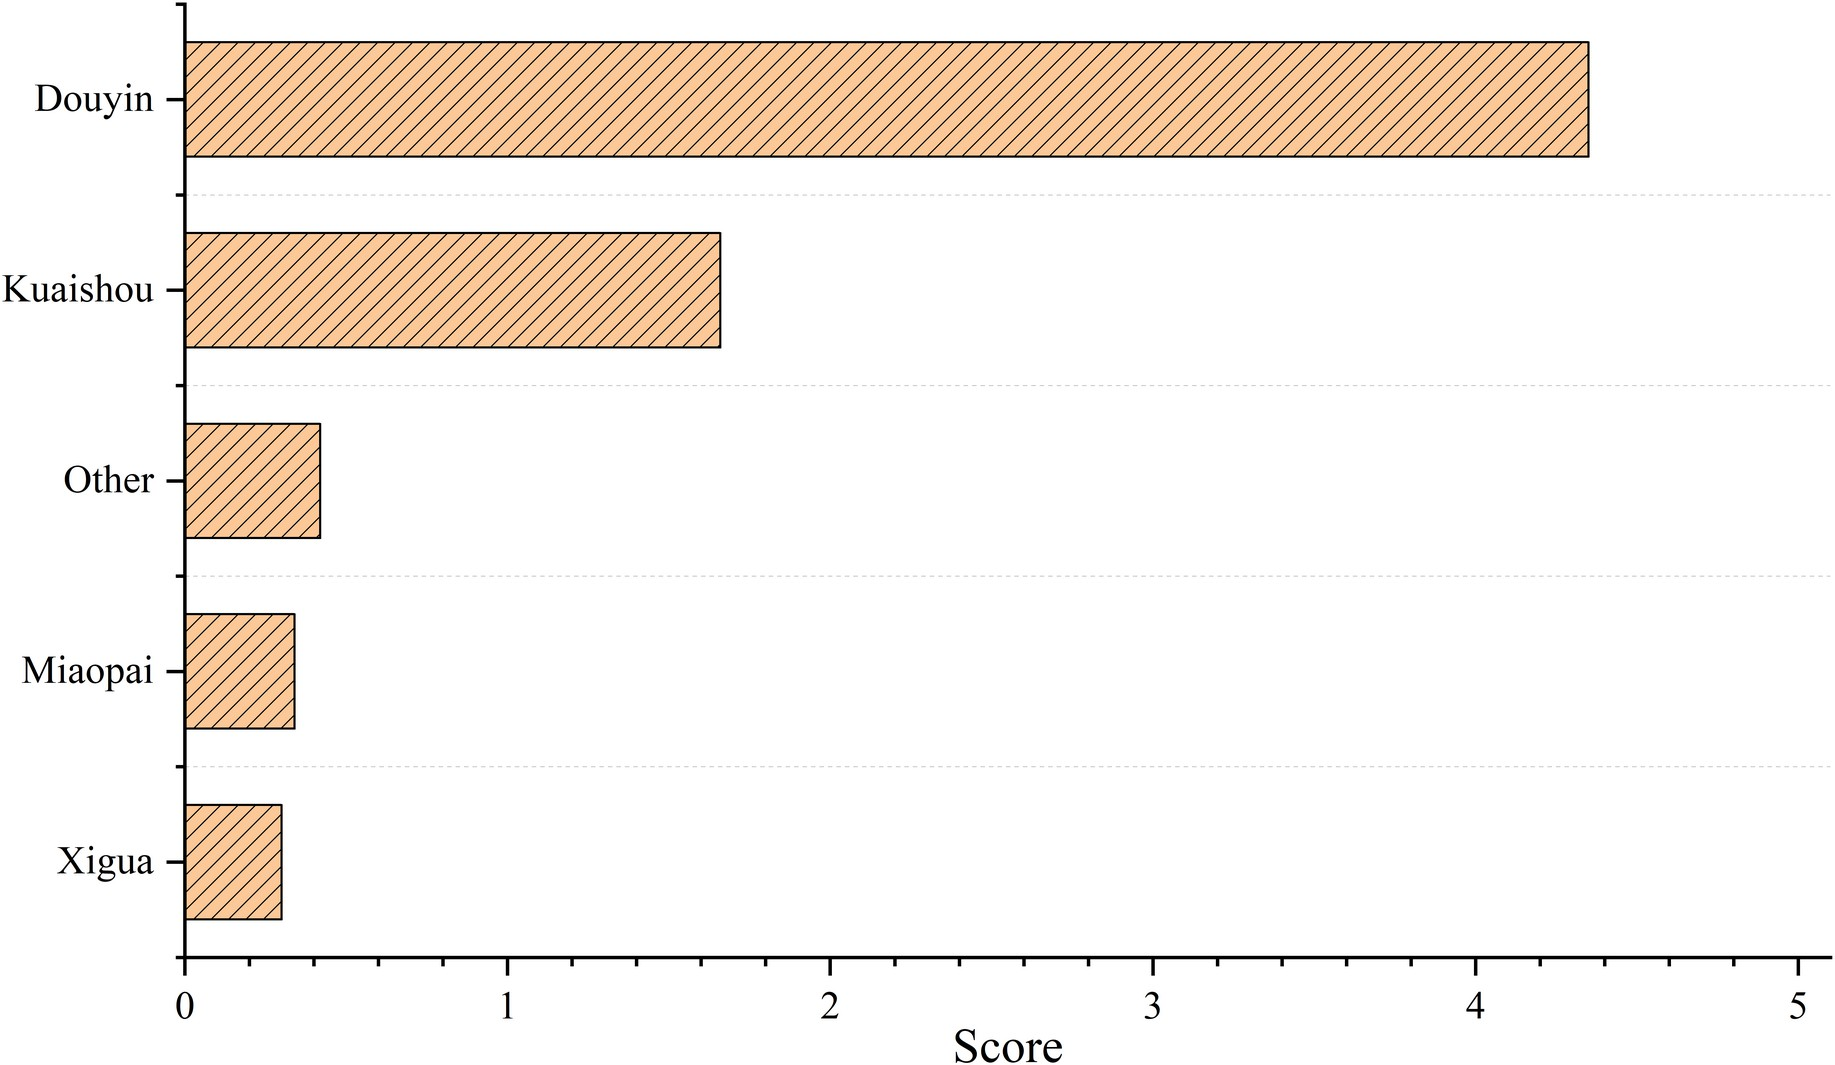 Douyin
Kuaishou
Other
Miaopai
Xigua
0 1 2 3 4 5
Score